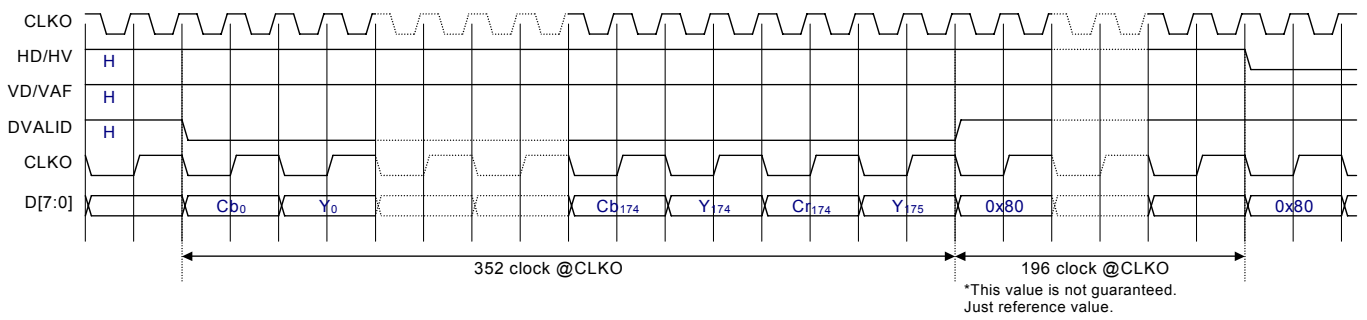 CLKO
HD/HV H
VD/VAF H
DVALID H
CLKO
D[7:0] Cb0 Y0 Cb174 Y174 Cr174 Y175 0x80 0x80
352 clock @CLKO 196 clock @CLKO
*This value is not guaranteed.
Just reference value.